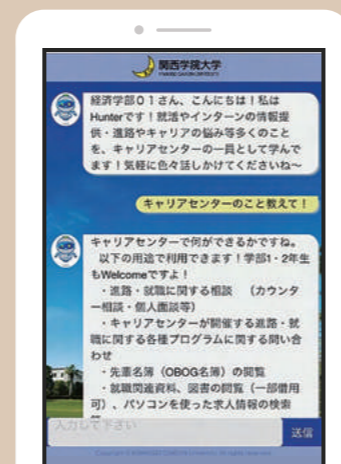 関西学院大学
KWANSEI GAKUIN UNIVERSITY
経済学部01さん、こんにちは！私は
Hunterです！就活やインターンの情報提
供・進路やキャリアの悩み等多くのこと
を、キャリアセンターの一員として学んで
ます！気軽に色々話しかけてくださいね～
キャリアセンターのこと教えて！
キャリアセンターで何ができるかですね。
以下の用途で利用できます！学部1・2年生
もWelcomeですよ！
・進路・就職に関する相談　（カウンタ
ー相談・個人面談等）
・キャリアセンターが開催する進路・就
職に関する各種プログラムに関する問い合
わせ
・先輩名簿（OBOG名簿）の閲覧
・就職関連資料、図書の閲覧（一部借用
可）、パソコンを使った求人情報の検索
入力して下さい
送信